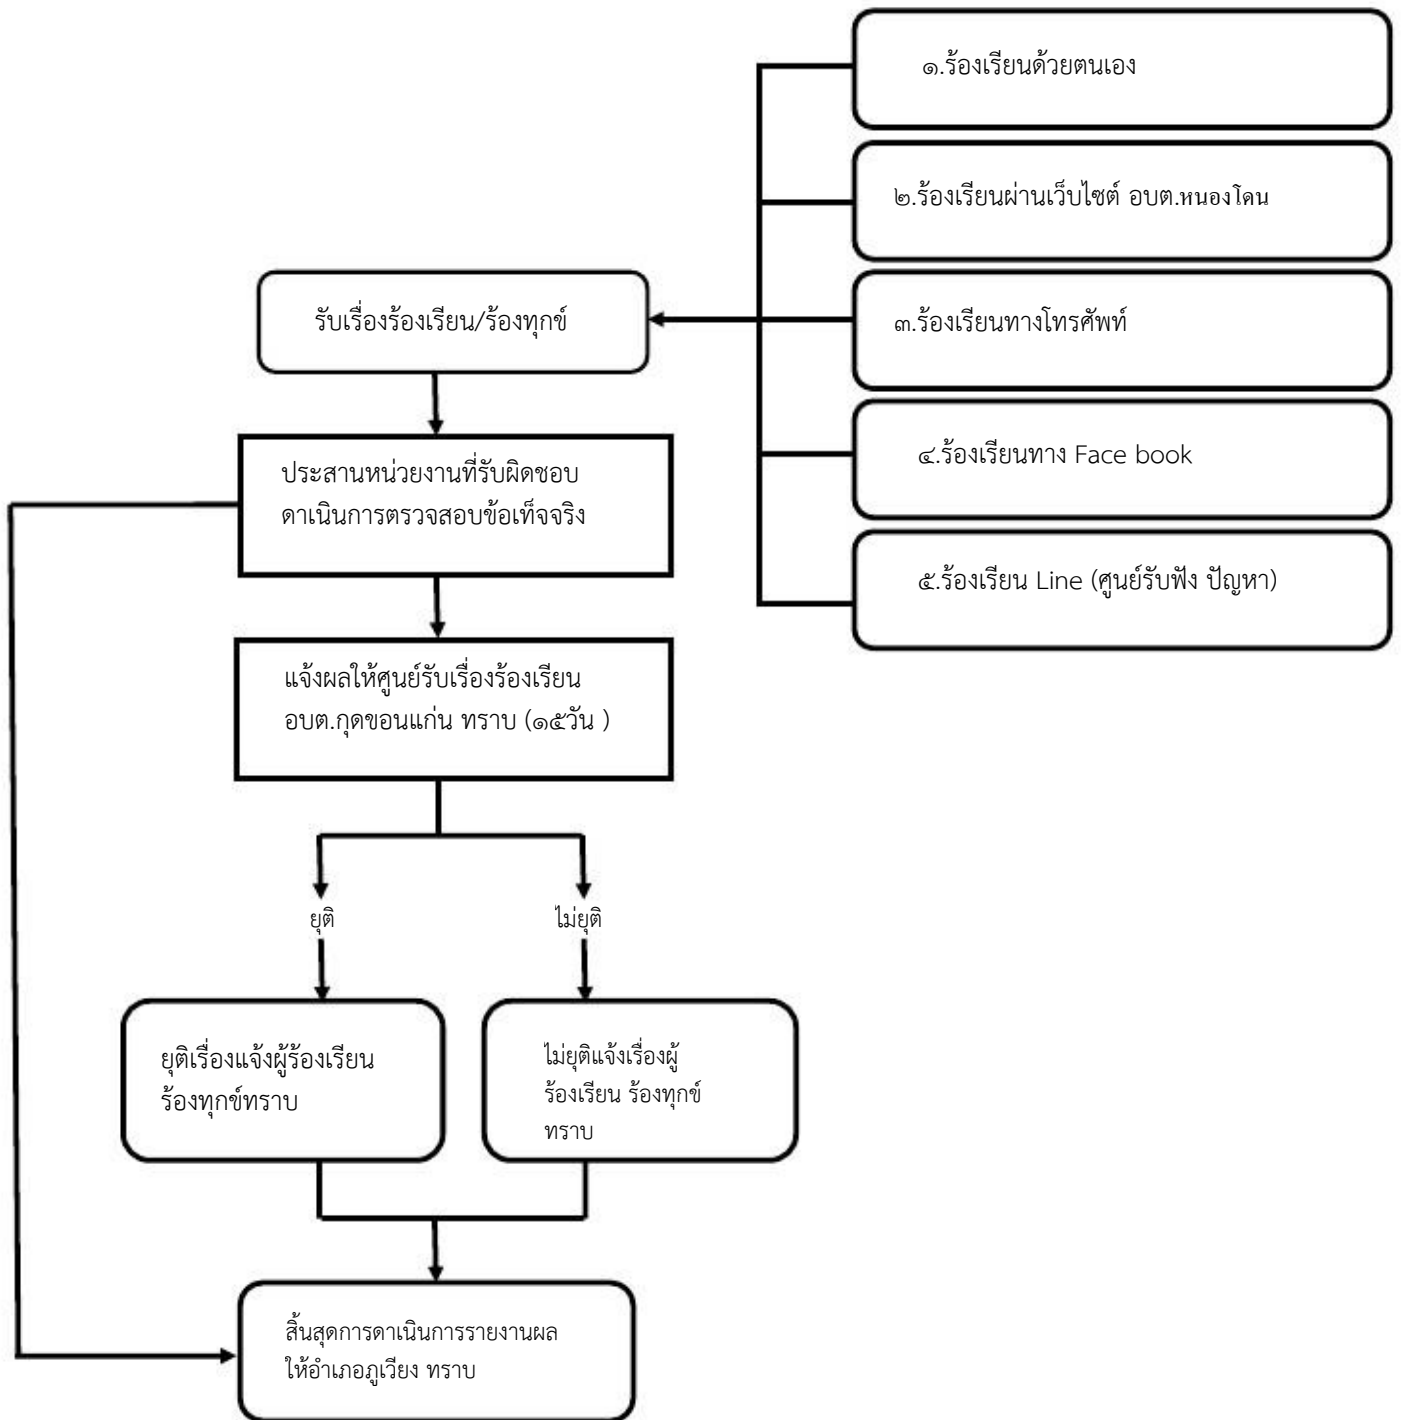 ๑.ร้องเรียนด้วยตนเอง
๒.ร้องเรียนผ่านเว็บไซต์ อบต.หนองโดน
รับเรื่องร้องเรียน/ร้องทุกข์
๓.ร้องเรียนทางโทรศัพท์
๔.ร้องเรียนทาง Face book
ประสานหน่วยงานที่รับผิดชอบ
ดาเนินการตรวจสอบข้อเท็จจริง
๕.ร้องเรียน Line (ศูนย์รับฟัง ปัญหา)
แจ้งผลให้ศูนย์รับเรื่องร้องเรียน
อบต.กุดขอนแก่น ทราบ (๑๕วัน )
ยุติ
ไม่ยุติ
ยุติเรื่องแจ้งผู้ร้องเรียน
ร้องทุกข์ทราบ
ไม่ยุติแจ้งเรื่องผู้
ร้องเรียน ร้องทุกข์
ทราบ
สิ้นสุดการดาเนินการรายงานผล
ให้อำเภอภูเวียง ทราบ